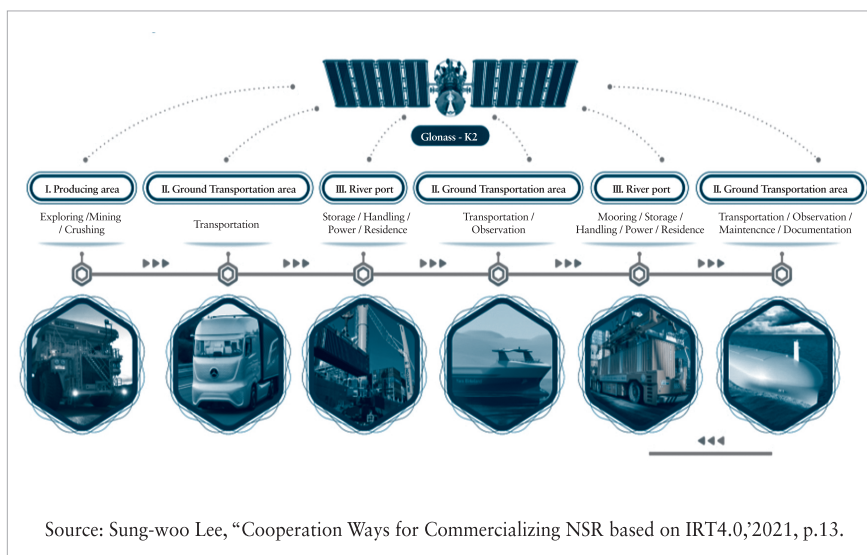 Glonass - K2
I. Producing area
II. Ground Transportation area
III. River port
II. Ground Transportation area
III. River port
II. Ground Transportation area
Exploring /Mining
/ Crushing
Transportation
Storage / Handling /
Power / Residence
Transportation /
Observation
Mooring / Storage /
Handling / Power / Residence
Transportation / Observation /
Maintencnce / Documentation
Source: Sung-woo Lee, “Cooperation Ways for Commercializing NSR based on IRT4.0,’2021, p.13.